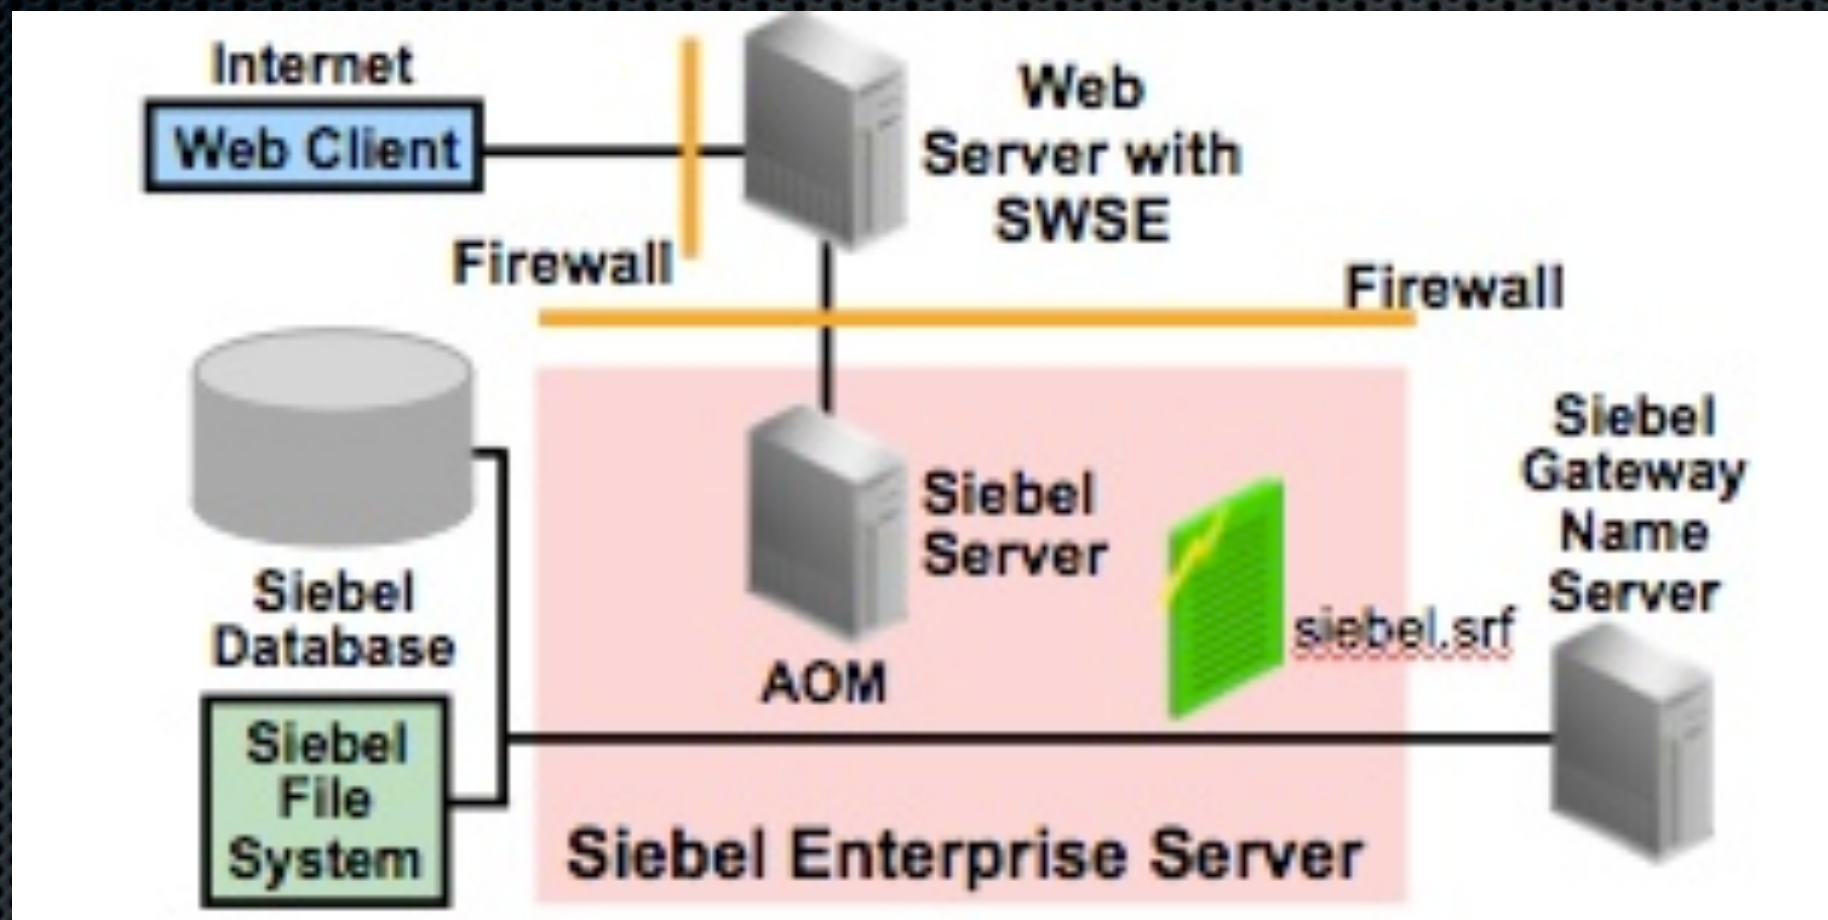 Internet
Web Client
Firewall
Web
Server with
SWSE
Firewall
Siebel
Database
Siebel
File
System
Siebel
Server
AOM
siebel.srf
Siebel
Gateway
Name
Server
Siebel Enterprise Server